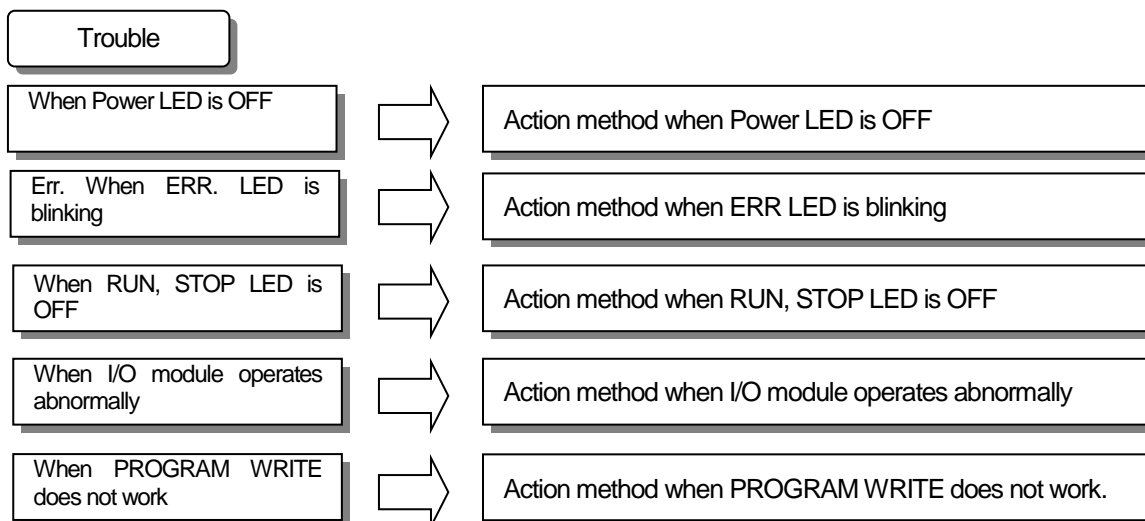 Trouble
When Power LED is OFF
Action method when Power LED is OFF
Err. When ERR. LED is
blinking
Action method when ERR LED is blinking
When RUN, STOP LED is
OFF
Action method when RUN, STOP LED is OFF
When I/O module operates
abnormally
Action method when I/O module operates abnormally
When PROGRAM WRITE
does not work
Action method when PROGRAM WRITE does not work.